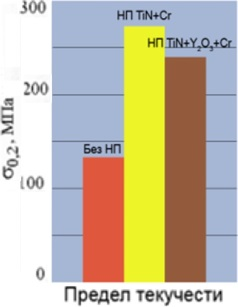 300
НП TiN+Cr
НП TiN+Y₂O₃+Cr
200
σ₀,₂, МПа
Без НП
100
0
Предел текучести